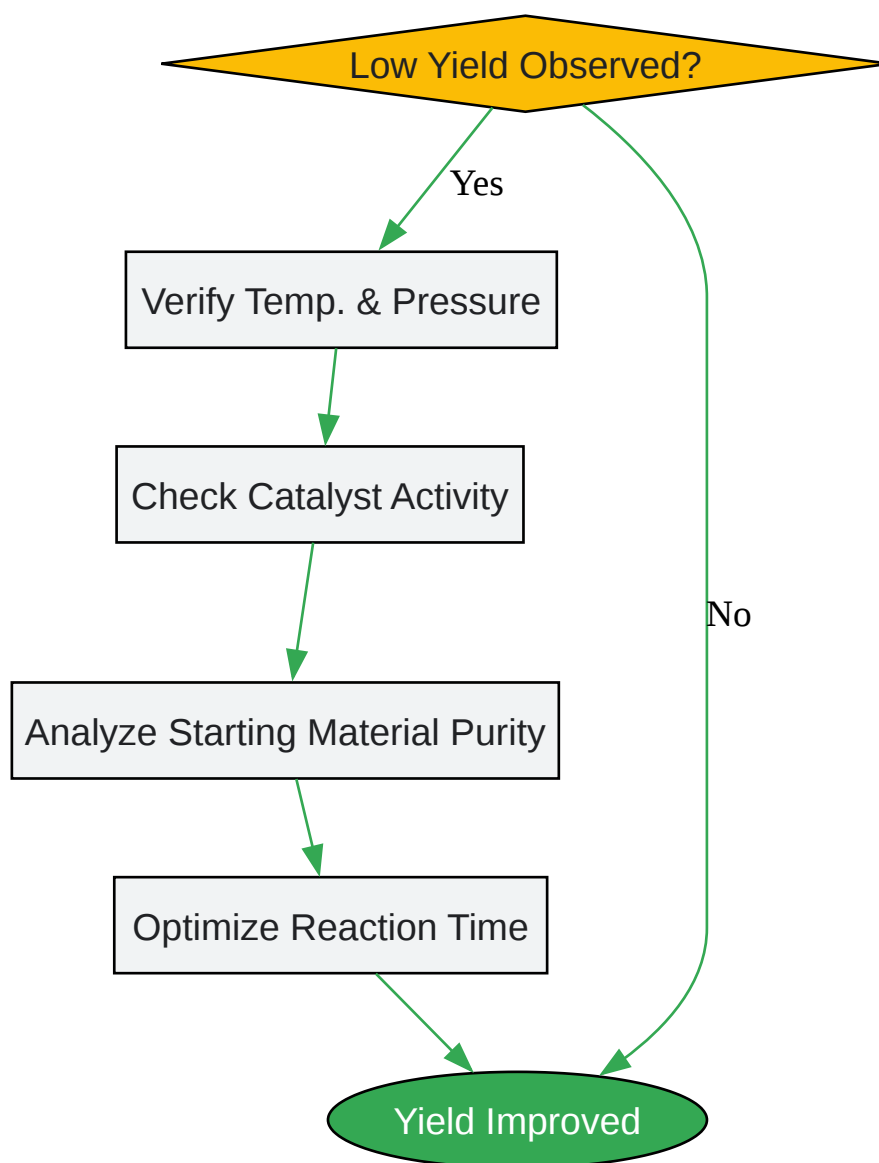 Low Yield Observed?
Yes
Verify Temp. & Pressure
Check Catalyst Activity
No
Analyze Starting Material Purity
Optimize Reaction Time
Yield Improved